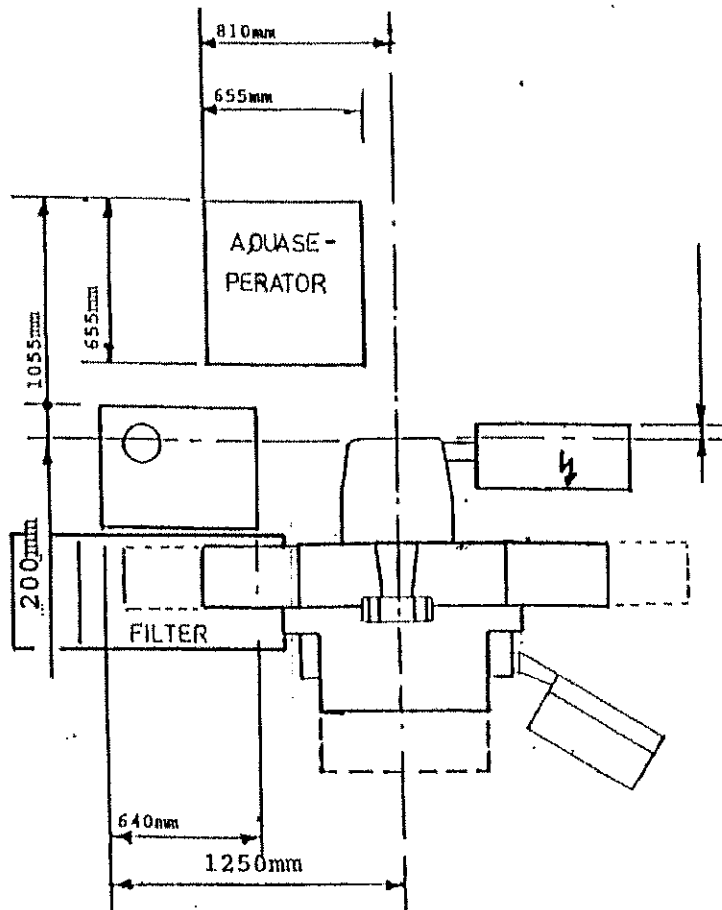 810mm
655mm
AQUASE-
PERATOR
1055mm
655mm
200mm
FILTER
640mm
1250mm